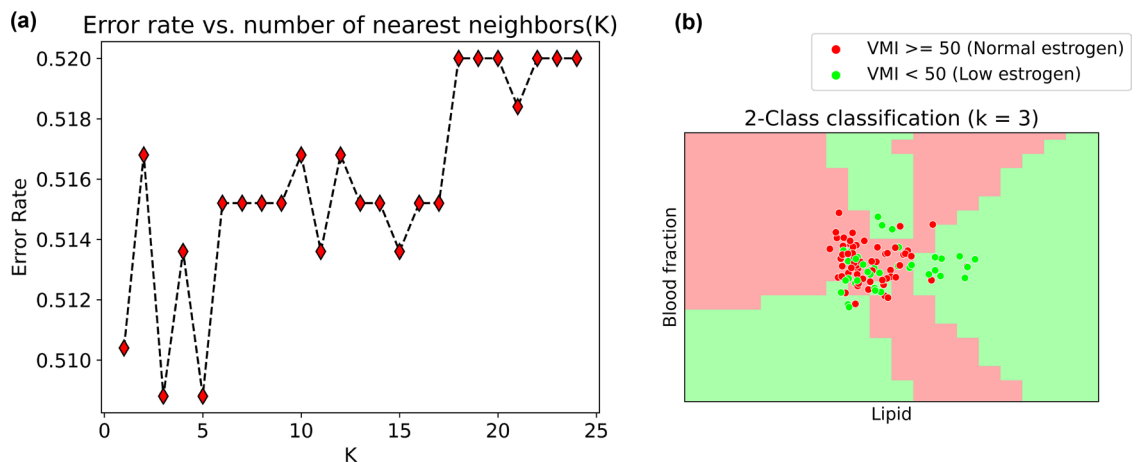 (a)
Error rate vs. number of nearest neighbors(K)
0.520
0.518
0.516
0.514
0.512
0.510
Error Rate
0 5 10 15 20 25
K
(b)
VMI >= 50 (Normal estrogen)
VMI < 50 (Low estrogen)
2-Class classification (k = 3)
Blood fraction
Lipid